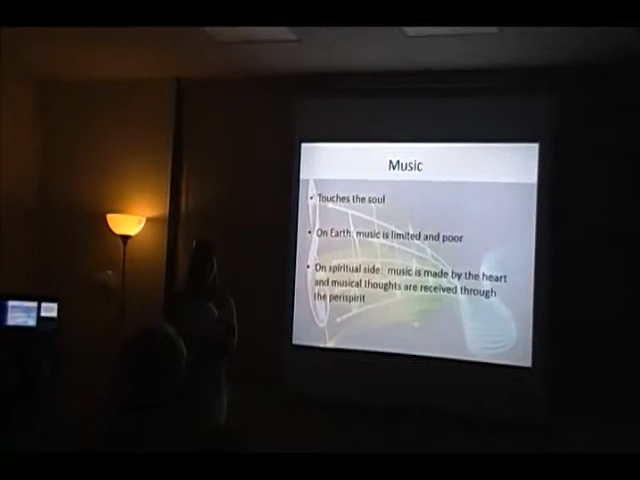 Music
• Touches the soul
• On Earth music is limited and poor
• On spiritual side music is made by the heart
and musical thoughts are received through
the perispirit